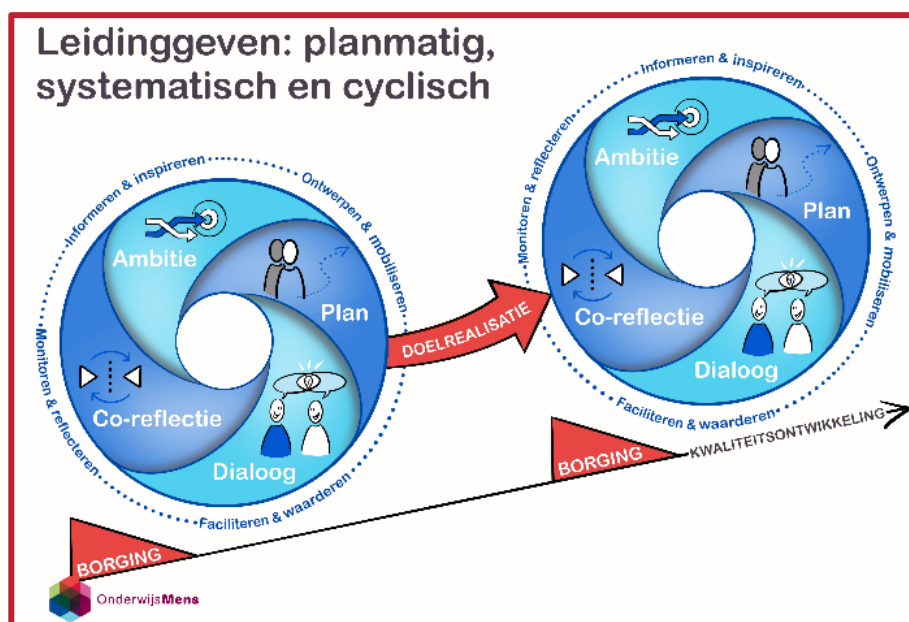 Leidinggeven: planmatig,
systematisch en cyclisch
Informeren & inspireren
Ontwerpen & mobiliseren
Faciliteren & waarderen
Monitoren & reflecteren
Ambitie
Plan
Dialoog
Co-reflectie
DOELREALISATIE
Informeren & inspireren
Ontwerpen & mobiliseren
Faciliteren & waarderen
Monitoren & reflecteren
Ambitie
Plan
Dialoog
Co-reflectie
BORGING
BORGING
KWALITEITSONTWIKKELING
OnderwijsMens